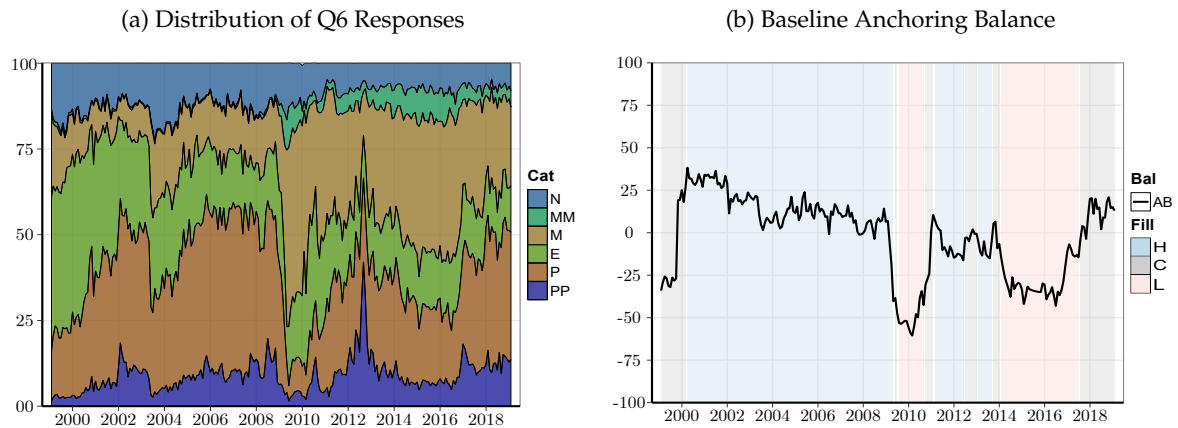 (a) Distribution of Q6 Responses
100
75
50
25
00
2000 2002 2004 2006 2008 2010 2012 2014 2016 2018
Cat
N
MM
M
E
P
PP
(b) Baseline Anchoring Balance
100
75
50
25
0
-25
-50
-75
-100
2000 2002 2004 2006 2008 2010 2012 2014 2016 2018
Bal
AB
Fill
H
C
L